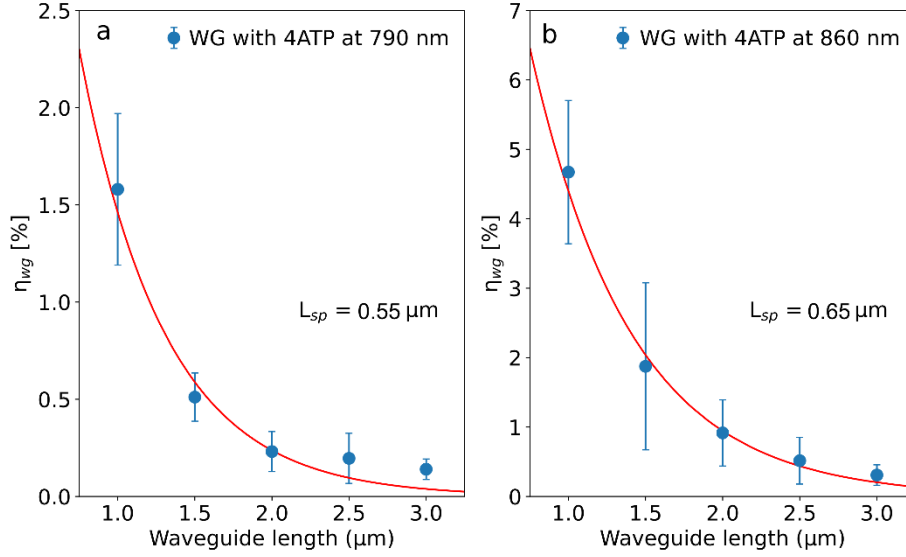 a
WG with 4ATP at 790 nm
2.5
2.0
1.5
1.0
0.5
0.0
η_wg [%]
L_sp = 0.55 μm
1.0 1.5 2.0 2.5 3.0
Waveguide length (μm)
b
WG with 4ATP at 860 nm
7
6
5
4
3
2
1
0
η_wg [%]
L_sp = 0.65 μm
1.0 1.5 2.0 2.5 3.0
Waveguide length (μm)